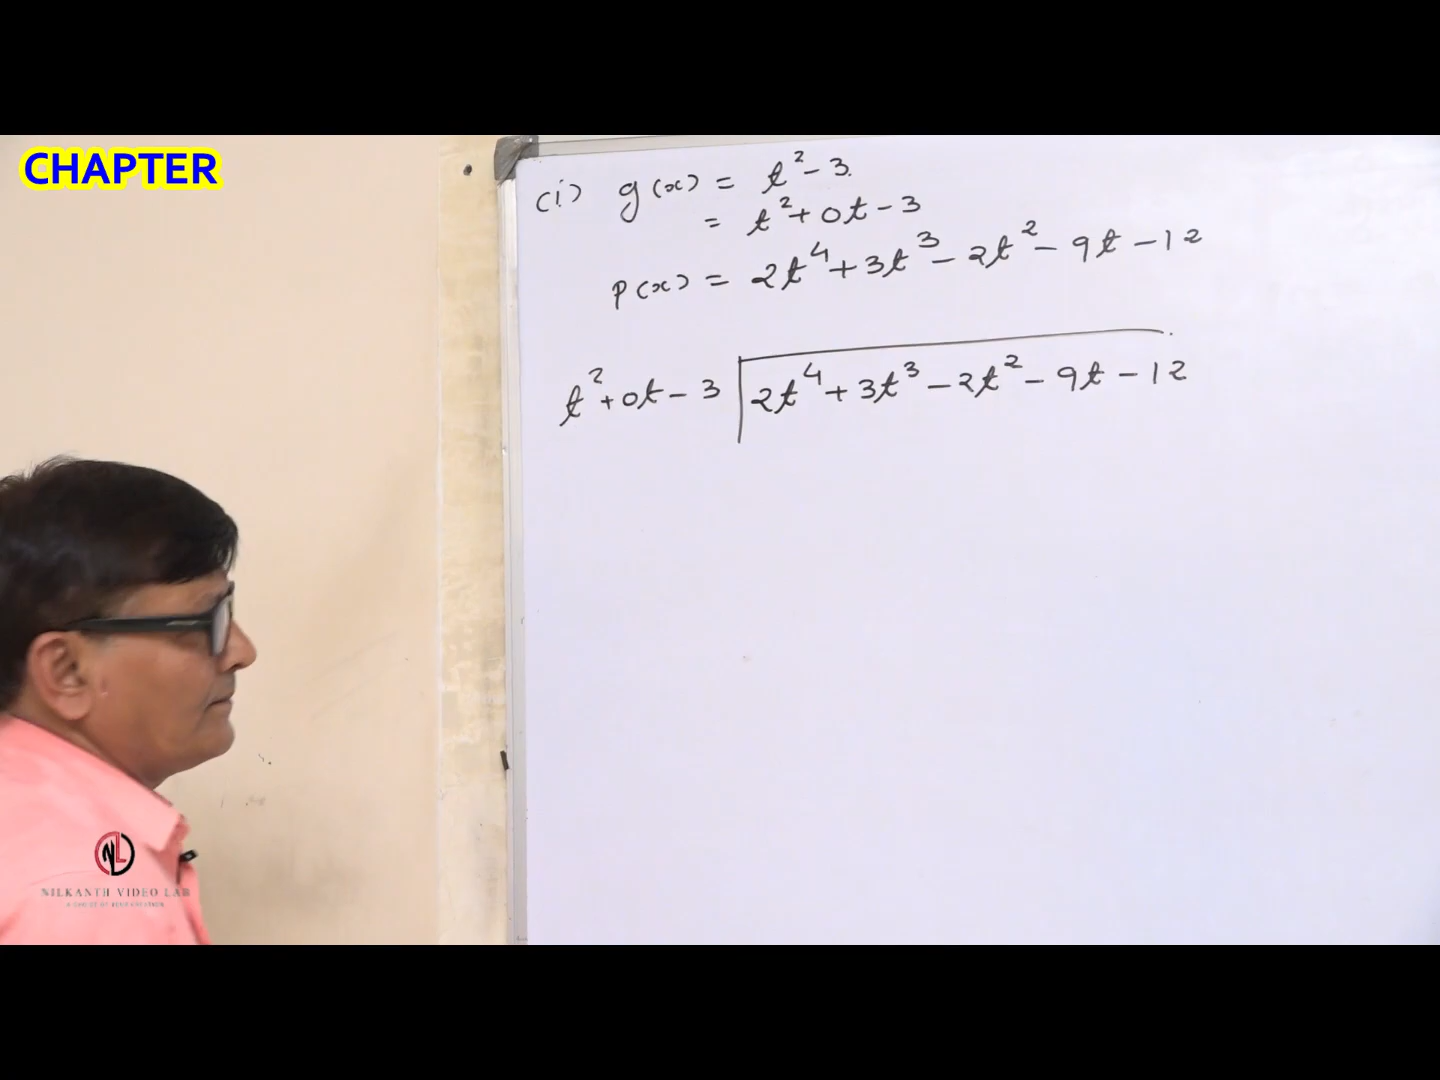 CHAPTER
(i) g(x) = t² - 3.
= t² + 0t - 3
p(x) = 2t⁴ + 3t³ - 2t² - 9t - 12
t² + 0t - 3 | 2t⁴ + 3t³ - 2t² - 9t - 12
NL
NILKANTH VIDEO LAB